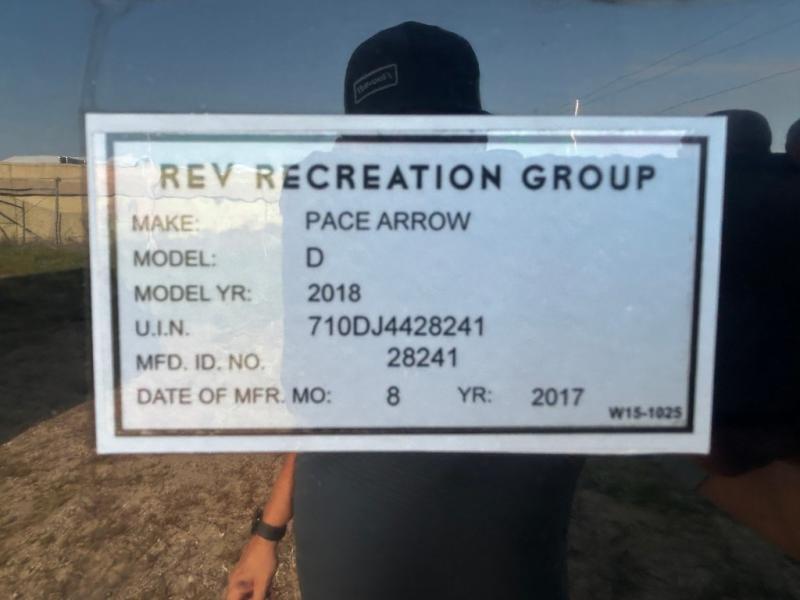 REV RECREATION GROUP
MAKE: PACE ARROW
MODEL: D
MODEL YR: 2018
U.I.N. 710DJ4428241
MFD. ID. NO. 28241
DATE OF MFR. MO: 8 YR: 2017
W15-1025